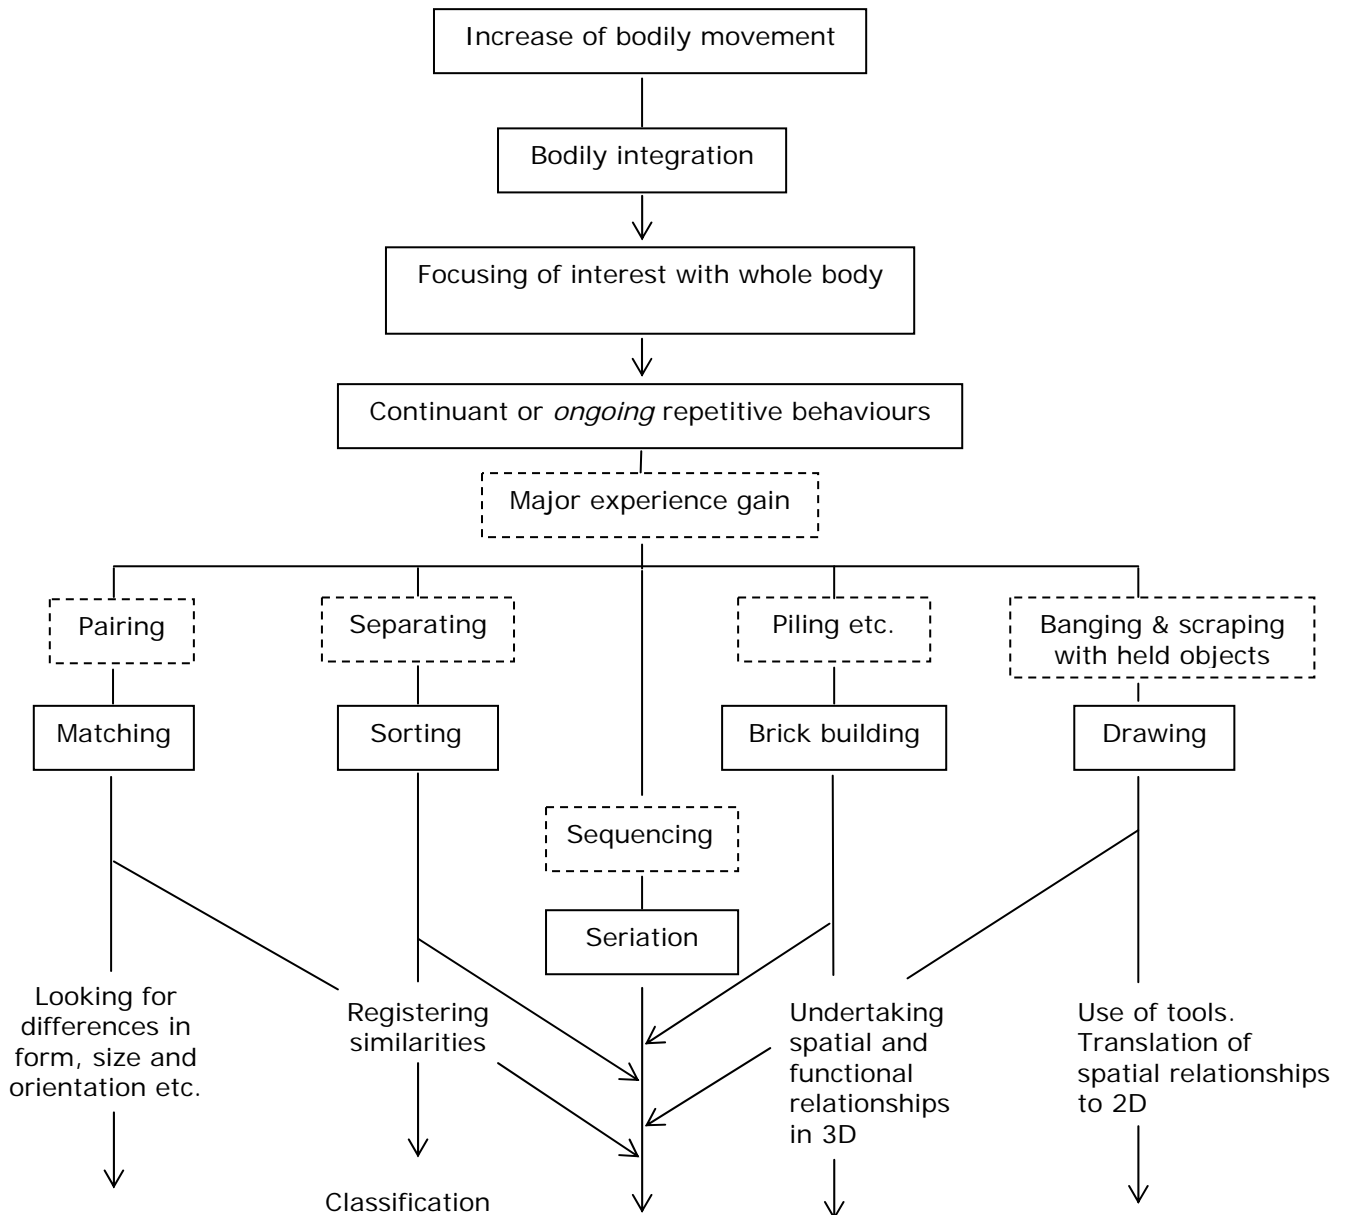 Increase of bodily movement
Bodily integration
Focusing of interest with whole body
Continuant or ongoing repetitive behaviours
Major experience gain
Pairing
Separating
Piling etc.
Banging & scraping
with held objects
Matching
Sorting
Brick building
Drawing
Sequencing
Seriation
Looking for
differences in
form, size and
orientation etc.
Registering
similarities
Undertaking
spatial and
functional
relationships
in 3D
Use of tools.
Translation of
spatial relationships
to 2D
Classification